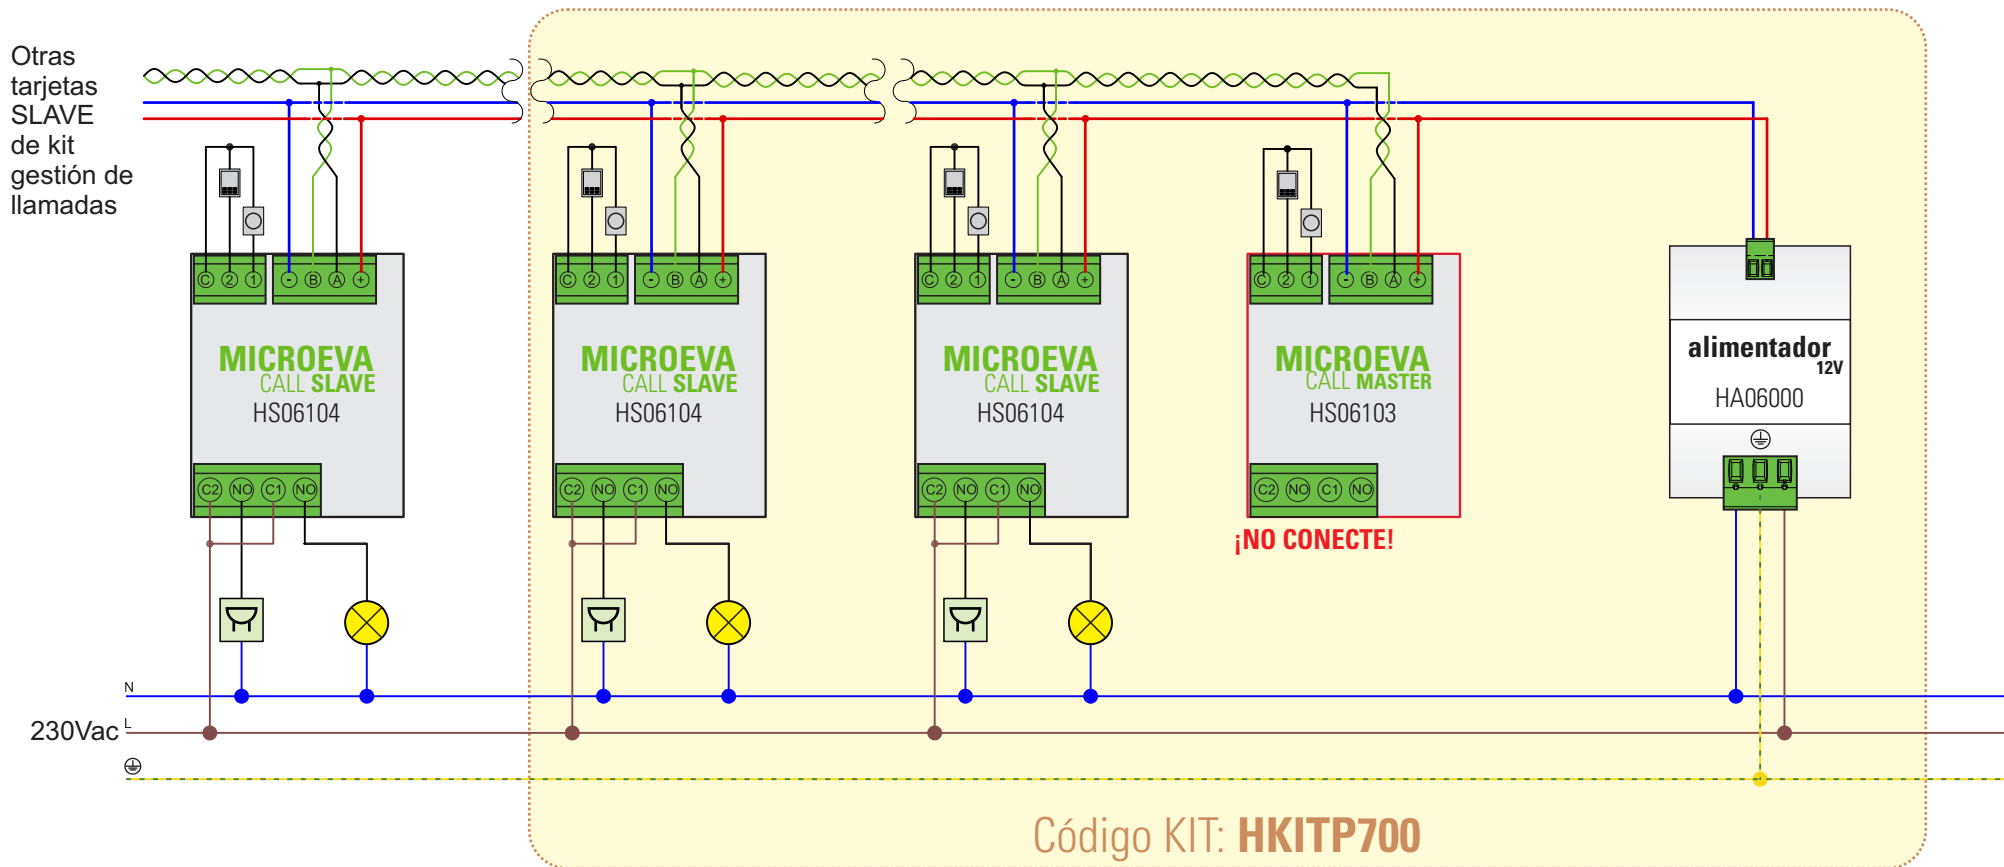 Otras
tarjetas
SLAVE
de kit
gestión de
llamadas
C 2 1 - B A +
C 2 1 - B A +
C 2 1 - B A +
C 2 1 - B A +
MICROEVA
CALL SLAVE
HS06104
MICROEVA
CALL SLAVE
HS06104
MICROEVA
CALL SLAVE
HS06104
MICROEVA
CALL MASTER
HS06103
alimentador
12V
HA06000
C2 NO C1 NO
C2 NO C1 NO
C2 NO C1 NO
C2 NO C1 NO
¡NO CONECTE!
N
230Vac L
Código KIT: HKITP700